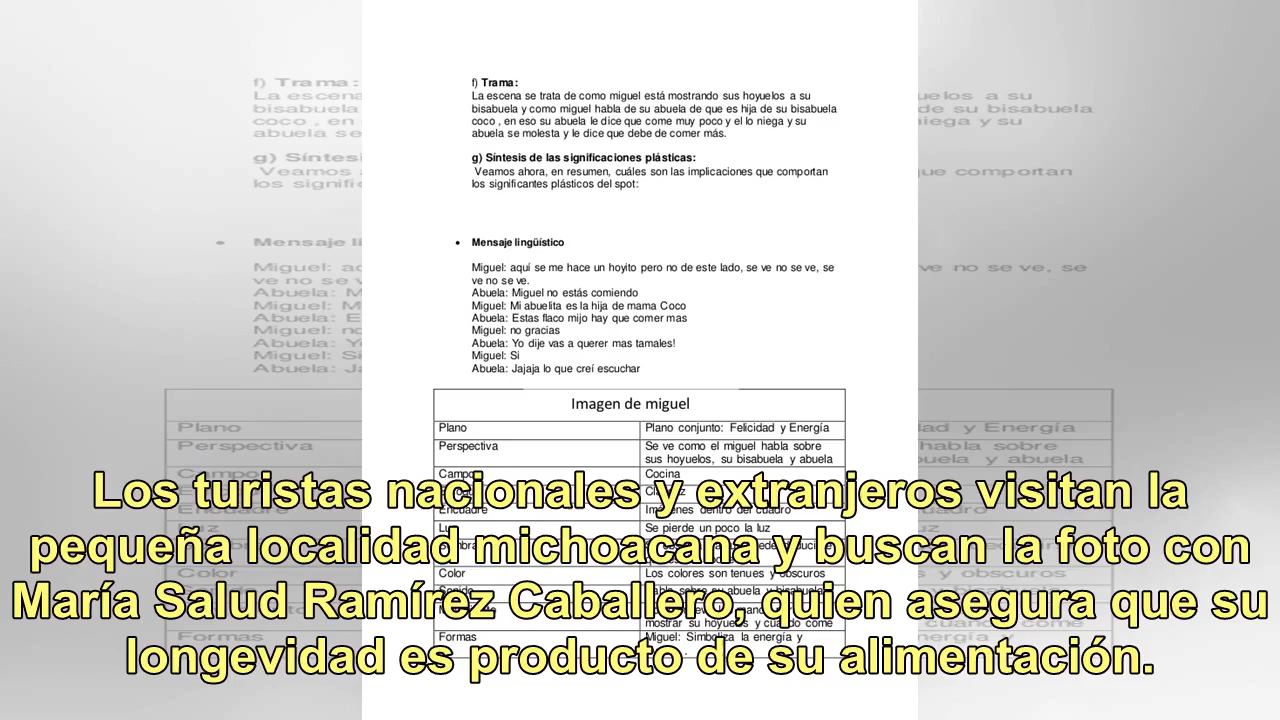 f) Trama:
La escena se trata de como miguel está mostrando sus hoyuelos a su
bisabuela y como miguel habla de su abuela de que es hija de su bisabuela
coco , en eso su abuela le dice que come muy poco y el lo niega y su
abuela se molesta y le dice que debe de comer más.
g) Síntesis de las significaciones plásticas:
Veamos ahora, en resumen, cuáles son las implicaciones que comportan
los significantes plásticos del spot:
• Mensaje lingüístico
Miguel: aquí se me hace un hoyito pero no de este lado, se ve no se ve, se
ve no se ve.
Abuela: Miguel no estás comiendo
Miguel: Mi abuelita es la hija de mama Coco
Abuela: Estas flaco mijo hay que comer mas
Miguel: no gracias
Abuela: Yo dije vas a querer mas tamales!
Miguel: Si
Abuela: Jajaja lo que creí escuchar
Imagen de miguel
Plano Plano conjunto: Felicidad y Energía
Perspectiva Se ve como el miguel habla sobre
sus hoyuelos, su bisabuela y abuela
Campo Cocina
Encuadre Imágenes dentro del cuadro
Se pierde un poco la luz
Color Los colores son tenues y obscuros
mostrar sus hoyuelos y cuando come
Formas Miguel: Simboliza la energía y
Los turistas nacionales y extranjeros visitan la
pequeña localidad michoacana y buscan la foto con
María Salud Ramírez Caballero, quien asegura que su
longevidad es producto de su alimentación.